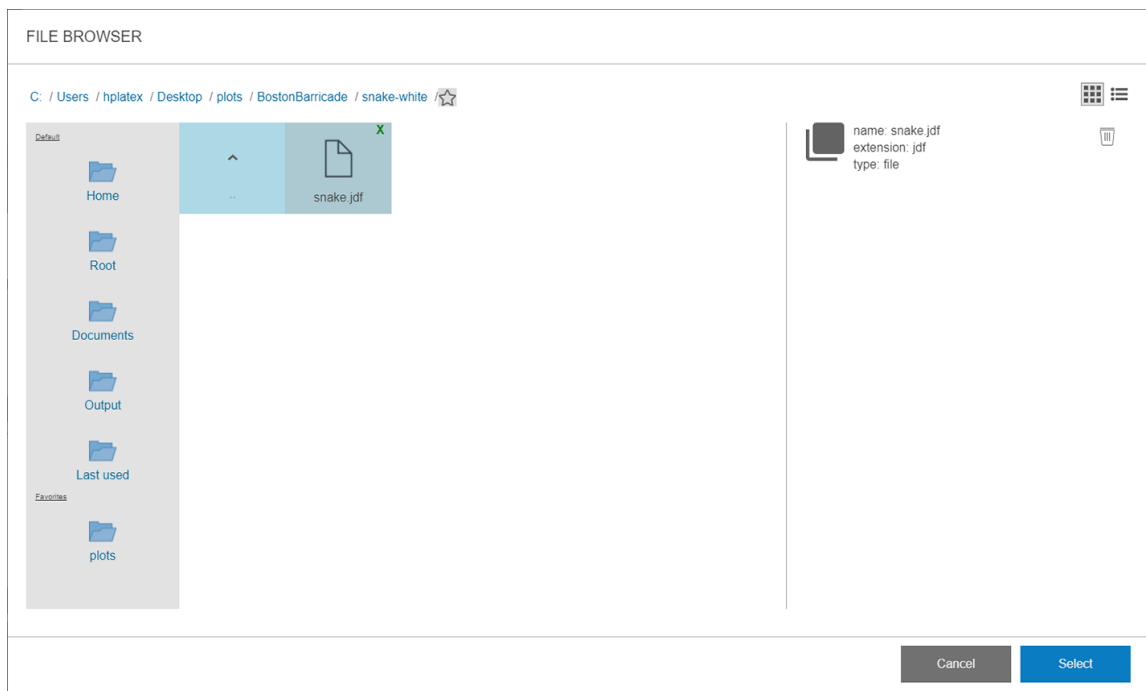 FILE BROWSER
C: / Users / hplatex / Desktop / plots / BostonBarricade / snake-white /
Default
Home
Root
Documents
Output
Last used
Favorites
plots
..
X
snake.jdf
name: snake.jdf
extension: jdf
type: file
Cancel
Select